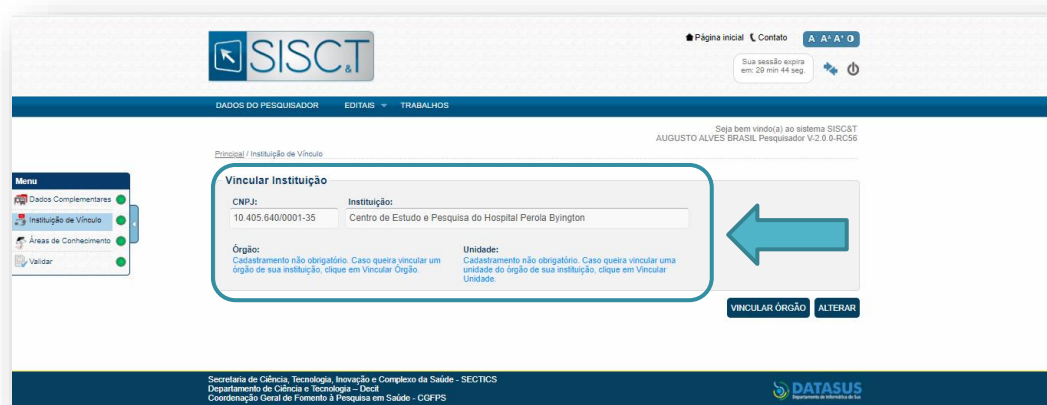 SISC&T
Página inicial Contato A A^ A+
Sua sessão expira
em: 29 min 44 seg.
DADOS DO PESQUISADOR EDITAIS TRABALHOS
Seja bem vindo(a) ao sistema SISC&T
AUGUSTO ALVES BRASIL Pesquisador V-2.0.0-RC56
Principal / Instituição de Vínculo
Menu
Dados Complementares
Instituição de Vínculo
Áreas de Conhecimento
Validar
Vincular Instituição
CNPJ: Instituição:
10.405.640/0001-35 Centro de Estudo e Pesquisa do Hospital Perola Byington
Órgão:
Cadastramento não obrigatório. Caso queira vincular um
órgão de sua instituição, clique em Vincular Órgão.
Unidade:
Cadastramento não obrigatório. Caso queira vincular uma
unidade do órgão de sua instituição, clique em Vincular
Unidade.
VINCULAR ÓRGÃO ALTERAR
Secretaria de Ciência, Tecnologia, Inovação e Complexo da Saúde - SECTICS
Departamento de Ciência e Tecnologia – Decit
Coordenação Geral de Fomento à Pesquisa em Saúde - CGFPS
DATASUS
Departamento de Informática do Sus